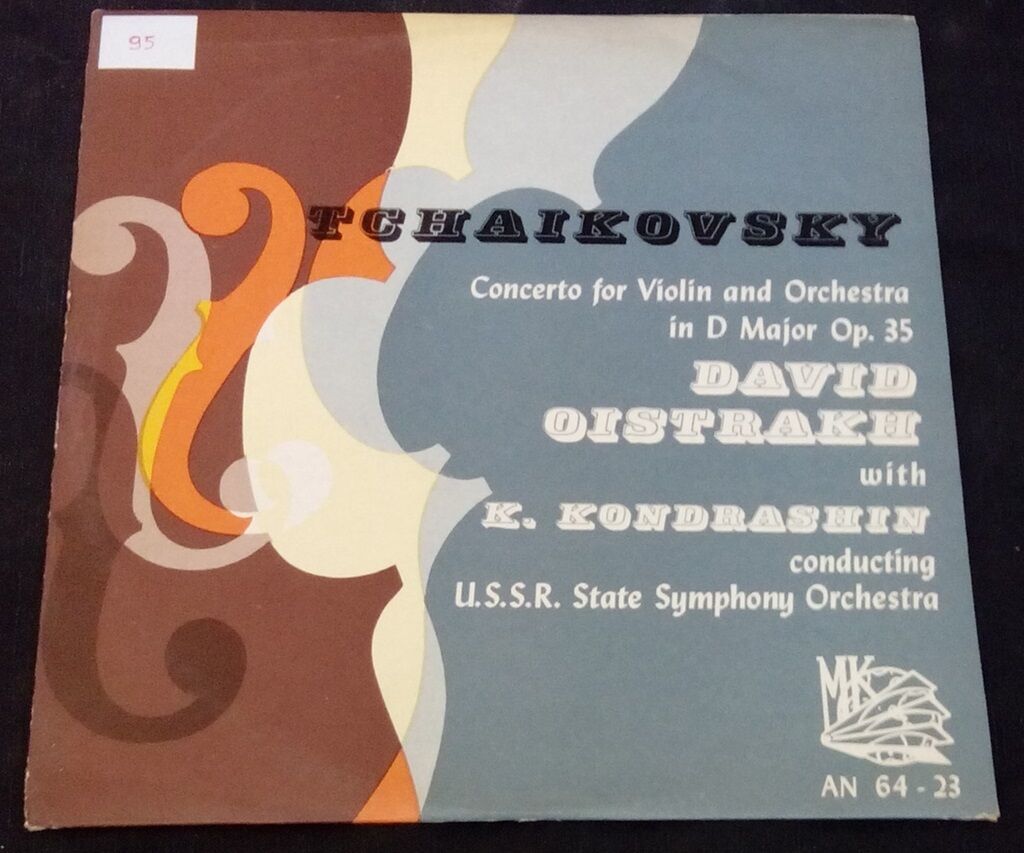 95
TCHAIKOVSKY
Concerto for Violin and Orchestra
in D Major Op. 35
DAVID
OISTRAKH
with
K. KONDRASHIN
conducting
U.S.S.R. State Symphony Orchestra
MK
AN 64-23